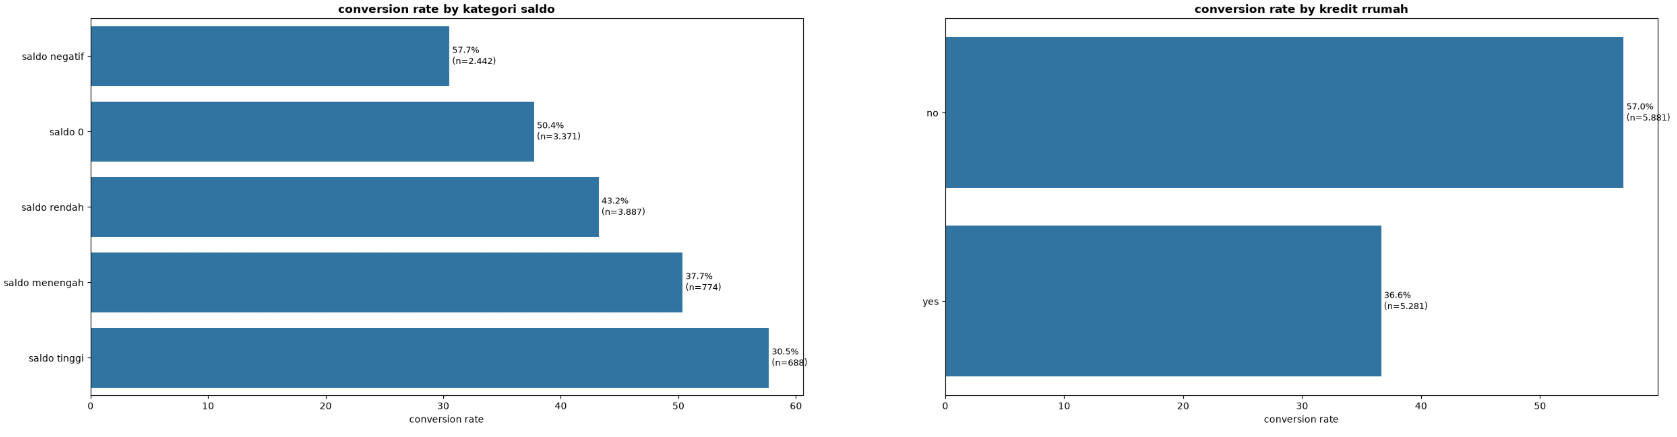 conversion rate by kategori saldo
saldo negatif
57.7%
(n=2.442)
saldo 0
50.4%
(n=3.371)
saldo rendah
43.2%
(n=3.887)
saldo menengah
37.7%
(n=774)
saldo tinggi
30.5%
(n=688)
0 10 20 30 40 50 60
conversion rate
conversion rate by kredit rrumah
no
57.0%
(n=5.881)
yes
36.6%
(n=5.281)
0 10 20 30 40 50
conversion rate